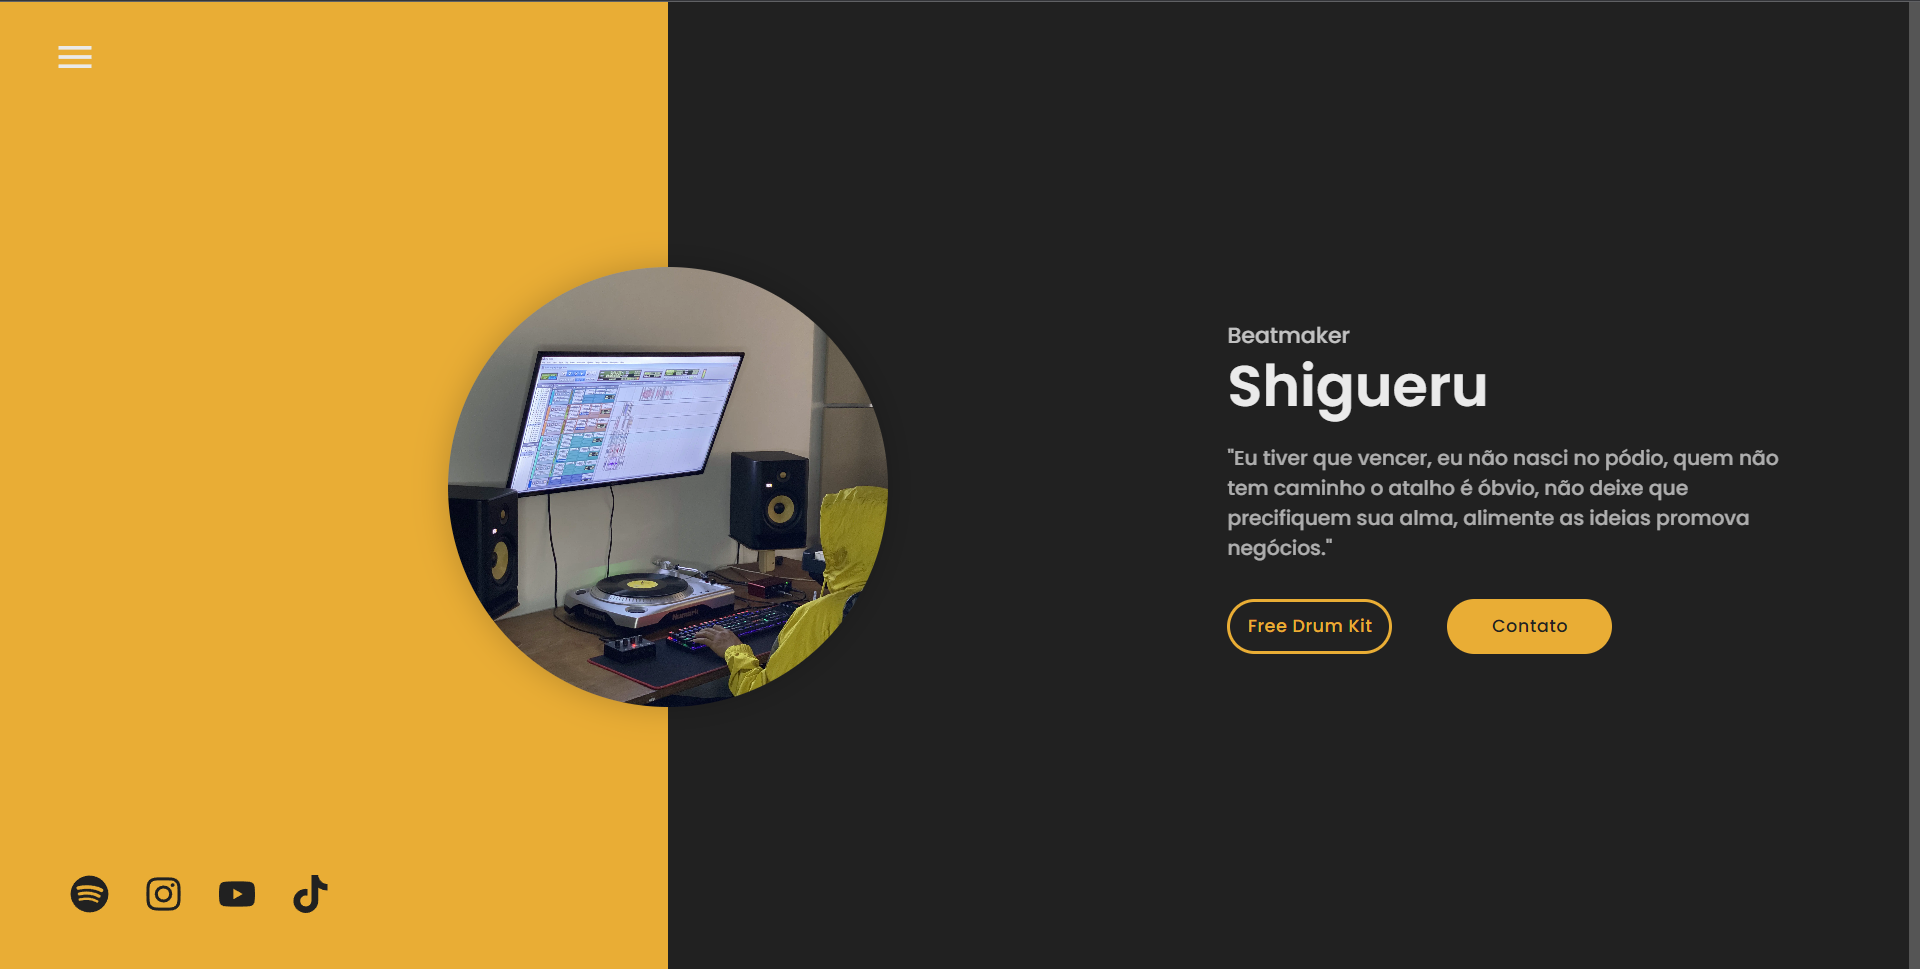 Beatmaker
Shigueru
"Eu tiver que vencer, eu não nasci no pódio, quem não
tem caminho o atalho é óbvio, não deixe que
precifiquem sua alma, alimente as ideias promova
negócios."
Free Drum Kit
Contato
Numark